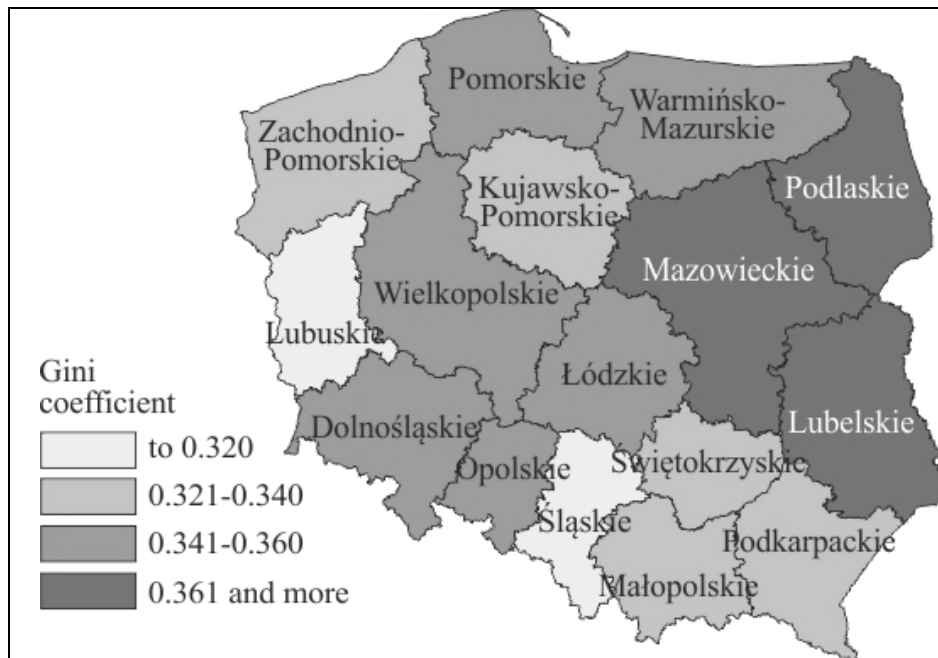 Pomorskie
Warmińsko-
Mazurskie
Zachodnio-
Pomorskie
Kujawsko-
Pomorskie
Podlaskie
Mazowieckie
Wielkopolskie
Lubuskie
Łódzkie
Dolnośląskie
Lubelskie
Opolskie
Świętokrzyskie
Śląskie
Podkarpackie
Małopolskie
Gini
coefficient
to 0.320
0.321-0.340
0.341-0.360
0.361 and more